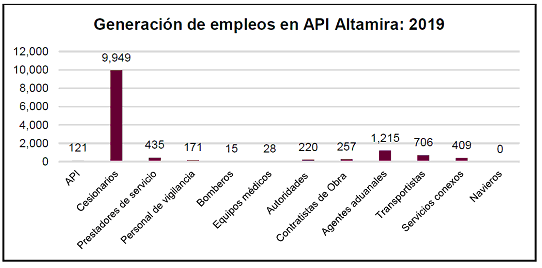 Generación de empleos en API Altamira: 2019
12,000
10,000
8,000
6,000
4,000
2,000
0
121
9,949
435
171
15
28
220
257
1,215
706
409
0
API
Cesionarios
Prestadores de servicio
Personal de vigilancia
Bomberos
Equipos médicos
Autoridades
Contratistas de Obra
Agentes aduanales
Transportistas
Servicios conexos
Navieros